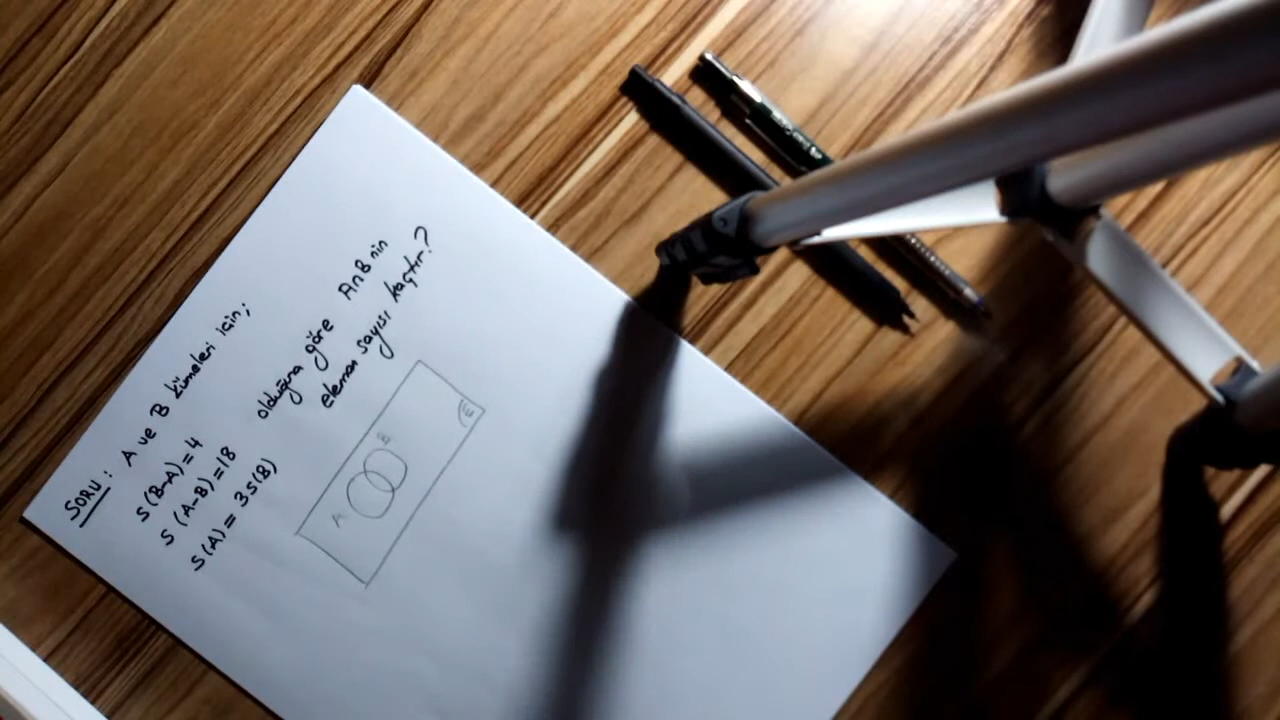 SORU: A ve B kümeleri için;
S(B-A)=4
S(A-B)=18
S(A)=3S(B)
olduğuna göre A∩B nin
eleman sayısı kaçtır?
A
B
E